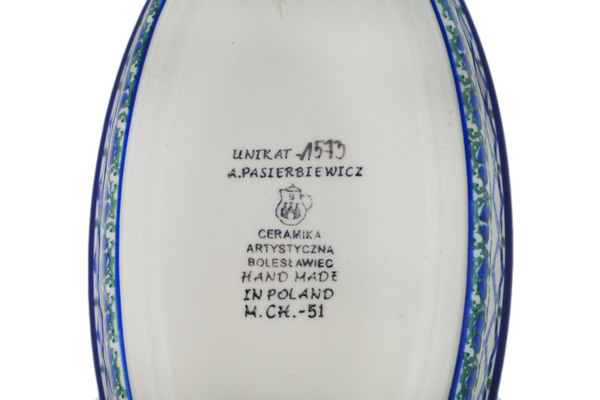 UNIKAT-1573
A.PASIERBIEWICZ
B
CERAMIKA
ARTYSTYCZNA
BOLESŁAWIEC
HAND MADE
IN POLAND
M.CH.-51